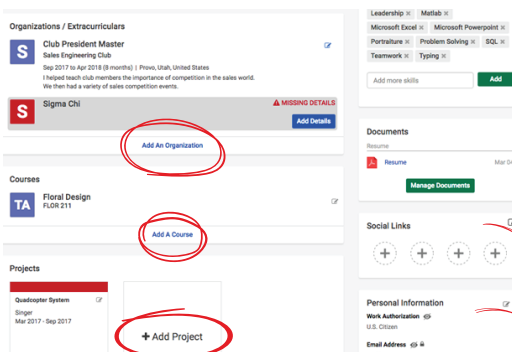 Organizations / Extracurriculars
S
Club President Master
Sales Engineering Club
Sep 2017 to Apr 2018 (8 months) | Provo, Utah, United States
I helped teach club members the importance of competition in the sales world.
We then had a variety of sales competition events.
S
Sigma Chi
MISSING DETAILS
Add Details
Add An Organization
Courses
TA
Floral Design
FLOR 211
Add A Course
Projects
Quadcopter System
Singer
Mar 2017 - Sep 2017
+ Add Project
Leadership × Matlab ×
Microsoft Excel × Microsoft Powerpoint ×
Portraiture × Problem Solving × SQL ×
Teamwork × Typing ×
Add more skills
Add
Documents
Resume
Resume
Mar 04
Manage Documents
Social Links
+ + + +
Personal Information
Work Authorization
U.S. Citizen
Email Address